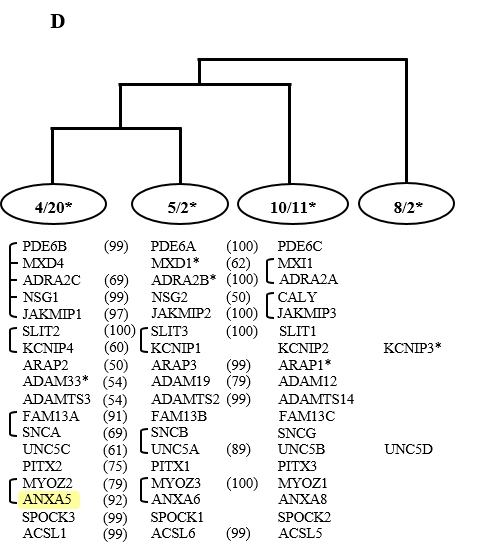 D
4/20* 5/2* 10/11* 8/2*
PDE6B (99) PDE6A (100) PDE6C
MXD4 MXD1* (62) MXI1
ADRA2C (69) ADRA2B* (100) ADRA2A
NSG1 (99) NSG2 (50) CALY
JAKMIP1 (97) JAKMIP2 (100) JAKMIP3
SLIT2 (100) SLIT3 (100) SLIT1
KCNIP4 (60) KCNIP1 KCNIP2 KCNIP3*
ARAP2 (50) ARAP3 (99) ARAP1*
ADAM33* (54) ADAM19 (79) ADAM12
ADAMTS3 (54) ADAMTS2 (99) ADAMTS14
FAM13A (91) FAM13B FAM13C
SNCA (69) SNCB SNCG
UNC5C (61) UNC5A (89) UNC5B UNC5D
PITX2 (75) PITX1 PITX3
MYOZ2 (79) MYOZ3 (100) MYOZ1
ANXA5 (92) ANXA6 ANXA8
SPOCK3 (99) SPOCK1 SPOCK2
ACSL1 (99) ACSL6 (99) ACSL5